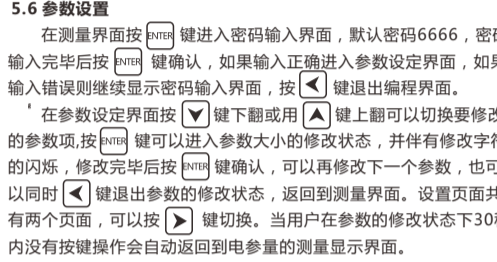 5.6 参数设置
在测量界面按 ENTER 键进入密码输入界面，默认密码6666，密
输入完毕后按 ENTER 键确认，如果输入正确进入参数设定界面，如
输入错误则继续显示密码输入界面，按 键退出编程界面。
在参数设定界面按 键下翻或用 键上翻可以切换要修
的参数项,按 ENTER 键可以进入参数大小的修改状态，并伴有修改字
的闪烁，修改完毕后按 ENTER 键确认，可以再修改下一个参数，也可
以同时 键退出参数的修改状态，返回到测量界面。设置页面共
有两个页面，可以按 键切换。当用户在参数的修改状态下30
内没有按键操作会自动返回到电参量的测量显示界面。